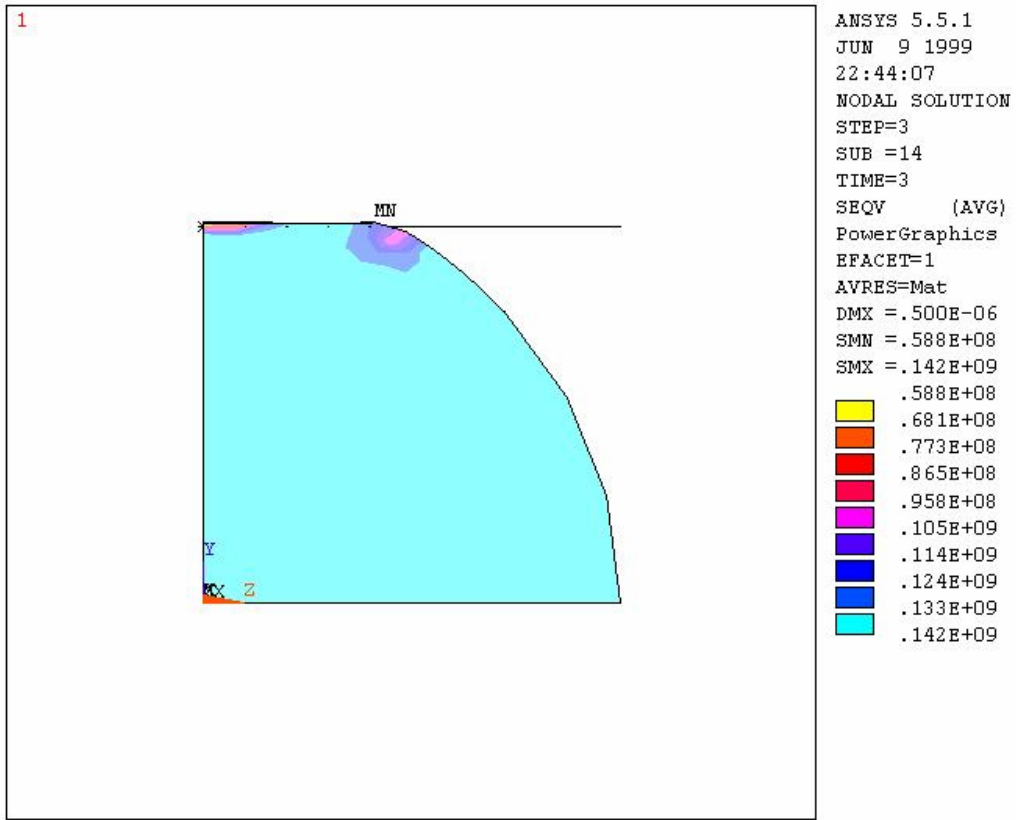 1
ANSYS 5.5.1
JUN 9 1999
22:44:07
NODAL SOLUTION
STEP=3
SUB =14
TIME=3
SEQV (AVG)
PowerGraphics
EFACET=1
AVRES=Mat
DMX =.500E-06
SMN =.588E+08
SMX =.142E+09
.588E+08
.681E+08
.773E+08
.865E+08
.958E+08
.105E+09
.114E+09
.124E+09
.133E+09
.142E+09
MN
Y
MX Z